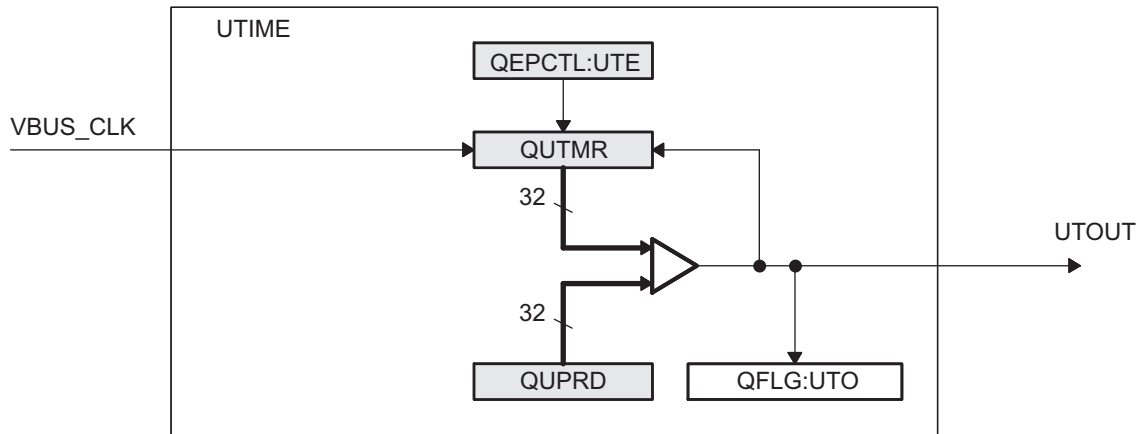 UTIME
QEPCTL:UTE
VBUS_CLK
QUTMR
32
UTOUT
32
QUPRD
QFLG:UTO